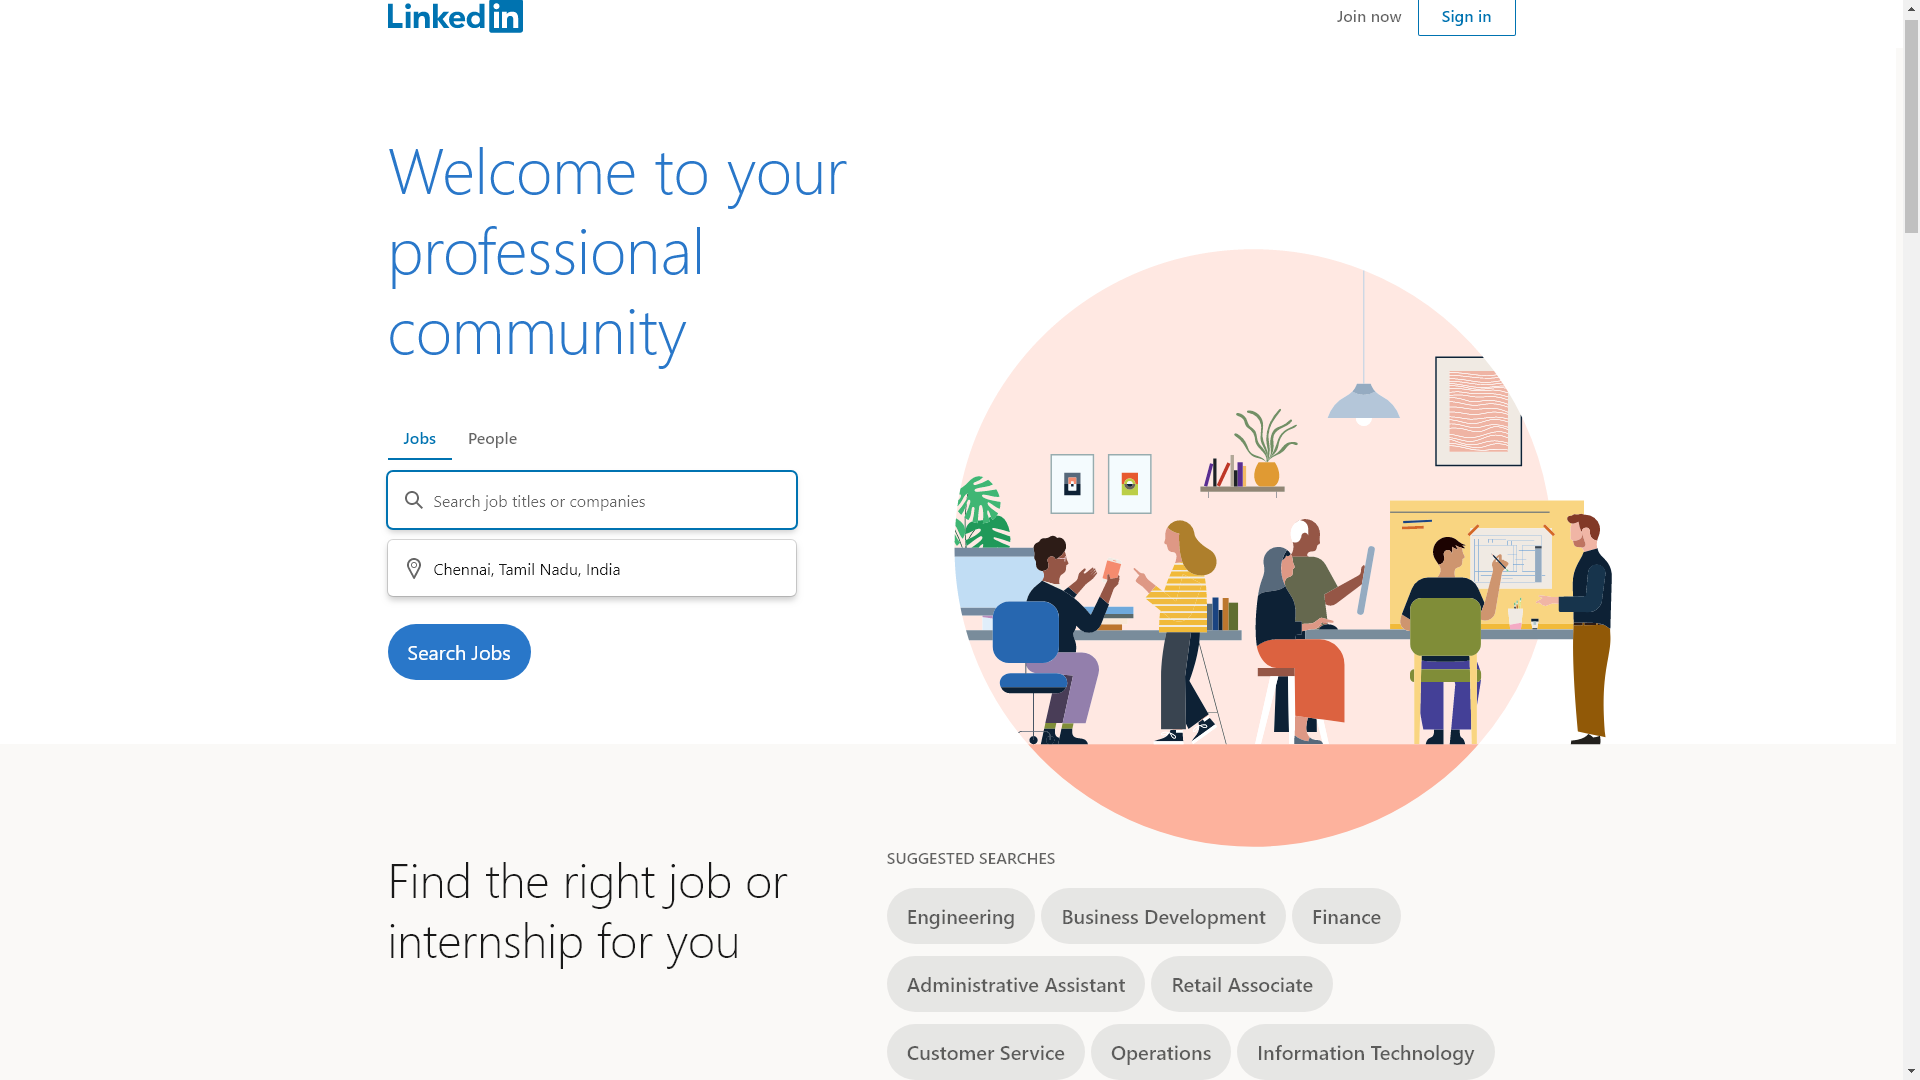 Linkedin
Join now
Sign in
Welcome to your
professional
community
Jobs
People
Search job titles or companies
Chennai, Tamil Nadu, India
Search Jobs
Find the right job or
internship for you
SUGGESTED SEARCHES
Engineering
Business Development
Finance
Administrative Assistant
Retail Associate
Customer Service
Operations
Information Technology